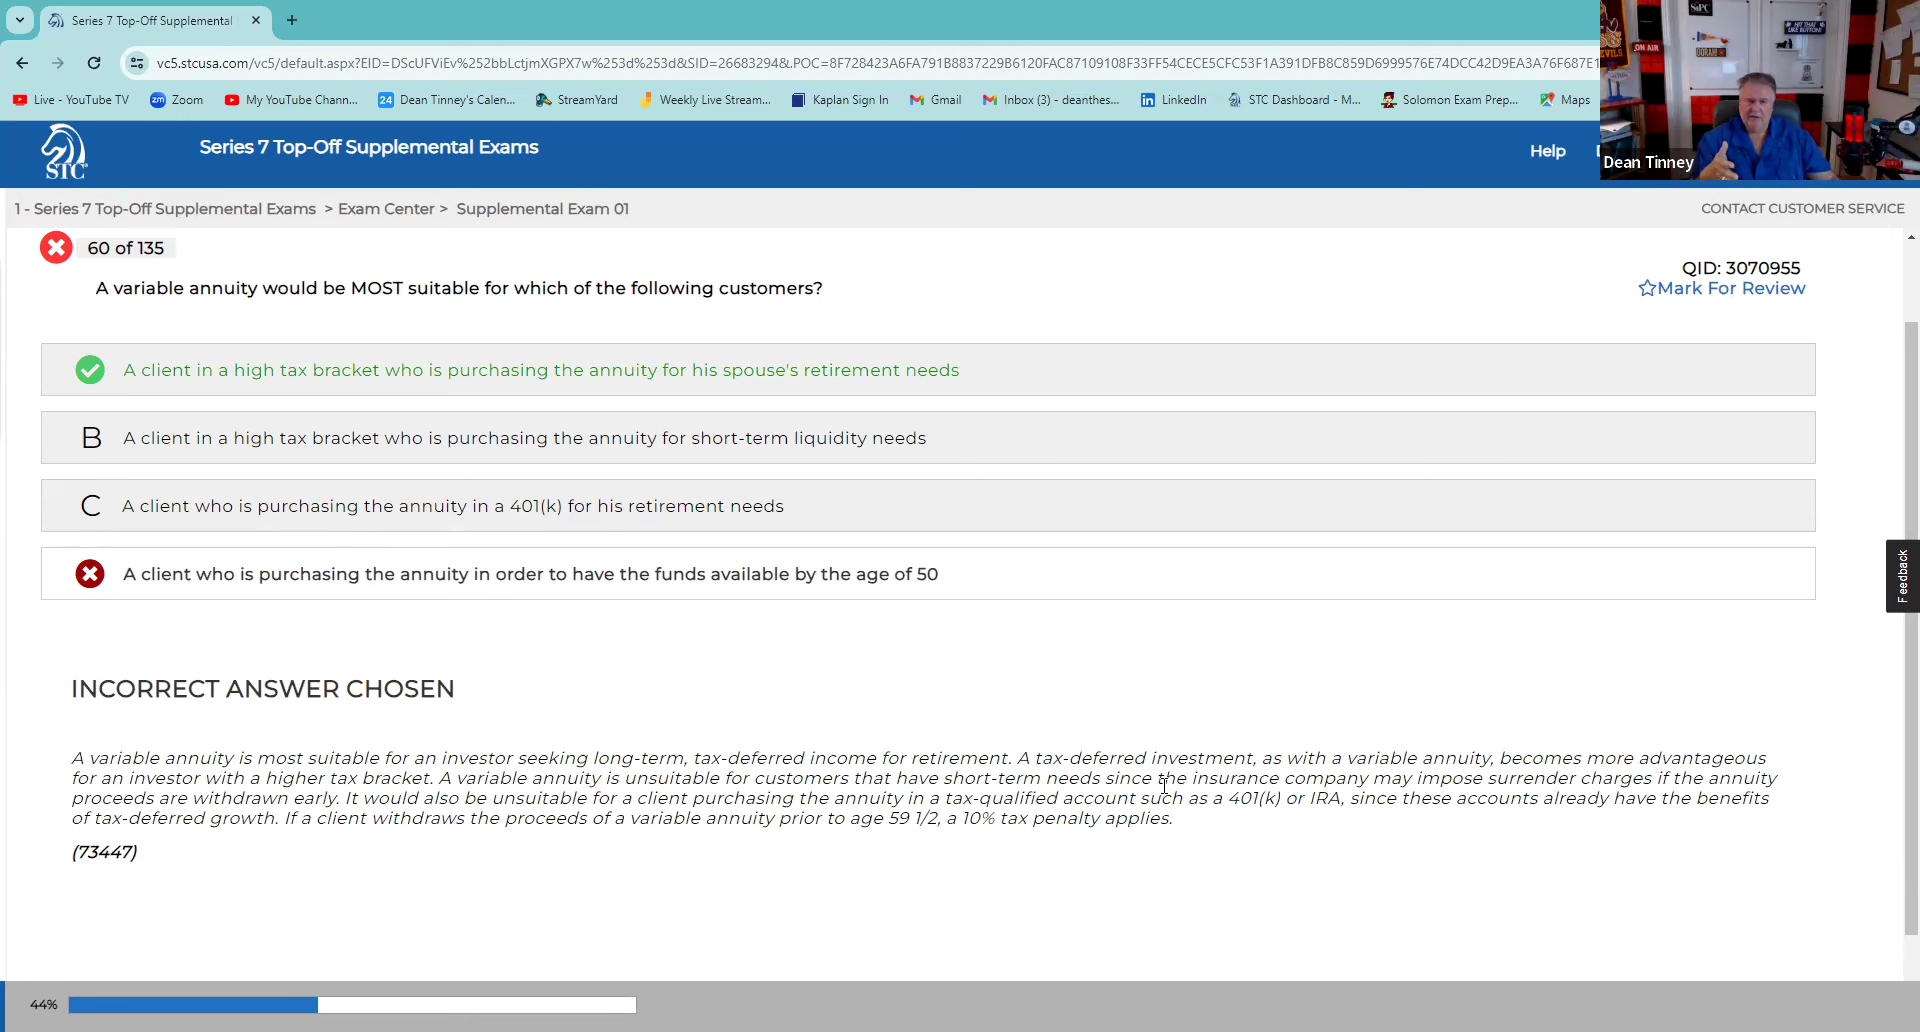 Series 7 Top-Off Supplemental
vc5.stcusa.com/vc5/default.aspx?EID=DScUFViEv%252bbLctjmXGPX7w%253d%253d&SID=26683294&.POC=8F728423A6FA791B8837229B6120FAC87109108F33FF54CECE5CFC53F1A391DFB8C859D6999576E74DCC42D9EA3A76F687E1
Live - YouTube TV
Zoom
My YouTube Chann...
24 Dean Tinney's Calen...
StreamYard
Weekly Live Stream...
Kaplan Sign In
Gmail
Inbox (3) - deanthes...
LinkedIn
STC Dashboard - M...
Solomon Exam Prep...
Maps
SIPC
HIT THAT LIKE BUTTON!
ON AIR
Dean Tinney
STC
Series 7 Top-Off Supplemental Exams
Help
1 - Series 7 Top-Off Supplemental Exams > Exam Center > Supplemental Exam 01
CONTACT CUSTOMER SERVICE
60 of 135
QID: 3070955
Mark For Review
A variable annuity would be MOST suitable for which of the following customers?
A client in a high tax bracket who is purchasing the annuity for his spouse's retirement needs
B A client in a high tax bracket who is purchasing the annuity for short-term liquidity needs
C A client who is purchasing the annuity in a 401(k) for his retirement needs
A client who is purchasing the annuity in order to have the funds available by the age of 50
Feedback
INCORRECT ANSWER CHOSEN
A variable annuity is most suitable for an investor seeking long-term, tax-deferred income for retirement. A tax-deferred investment, as with a variable annuity, becomes more advantageous
for an investor with a higher tax bracket. A variable annuity is unsuitable for customers that have short-term needs since the insurance company may impose surrender charges if the annuity
proceeds are withdrawn early. It would also be unsuitable for a client purchasing the annuity in a tax-qualified account such as a 401(k) or IRA, since these accounts already have the benefits
of tax-deferred growth. If a client withdraws the proceeds of a variable annuity prior to age 59 1/2, a 10% tax penalty applies.
(73447)
44%